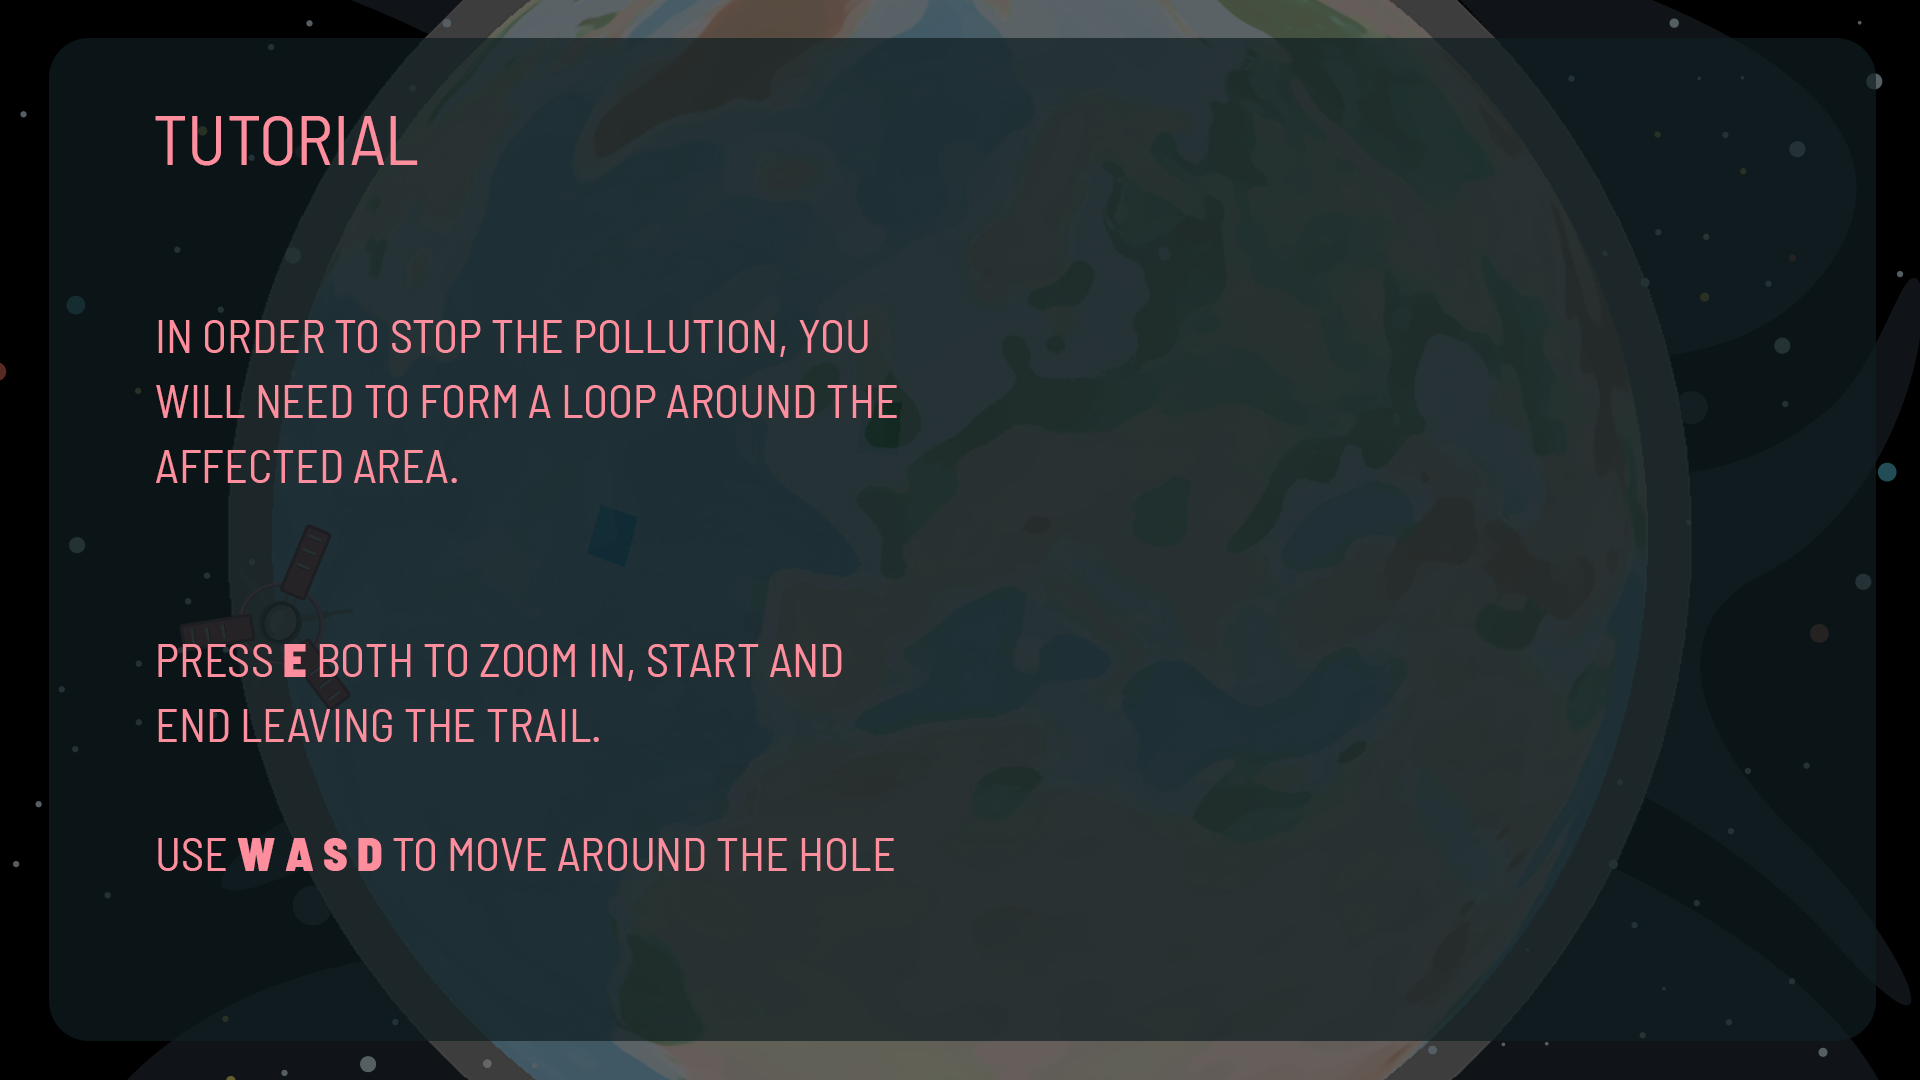 TUTORIAL
IN ORDER TO STOP THE POLLUTION, YOU
WILL NEED TO FORM A LOOP AROUND THE
AFFECTED AREA.
PRESS E BOTH TO ZOOM IN, START AND
END LEAVING THE TRAIL.
USE W A S D TO MOVE AROUND THE HOLE